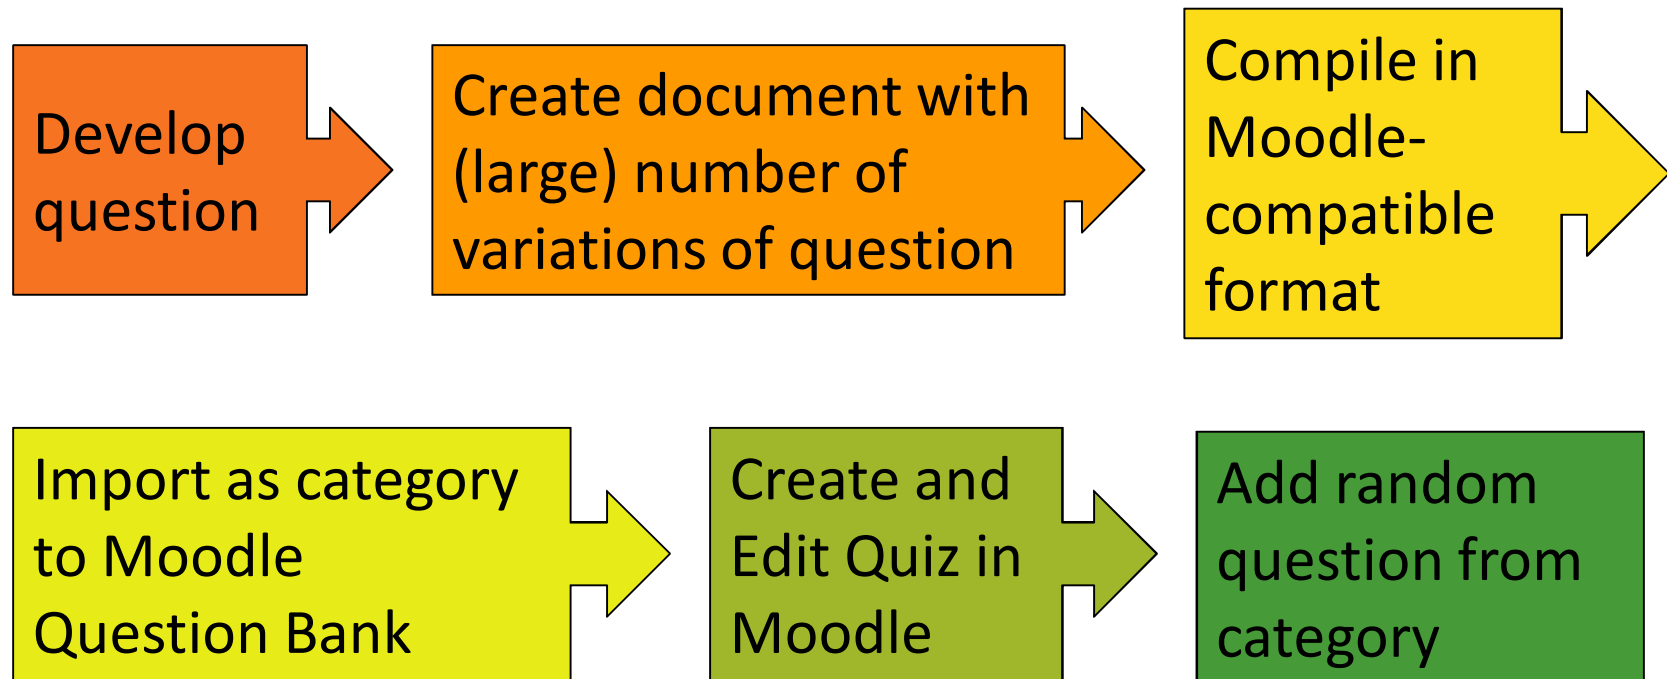 Develop
question
Create document with
(large) number of
variations of question
Compile in
Moodle-
compatible
format
Import as category
to Moodle
Question Bank
Create and
Edit Quiz in
Moodle
Add random
question from
category